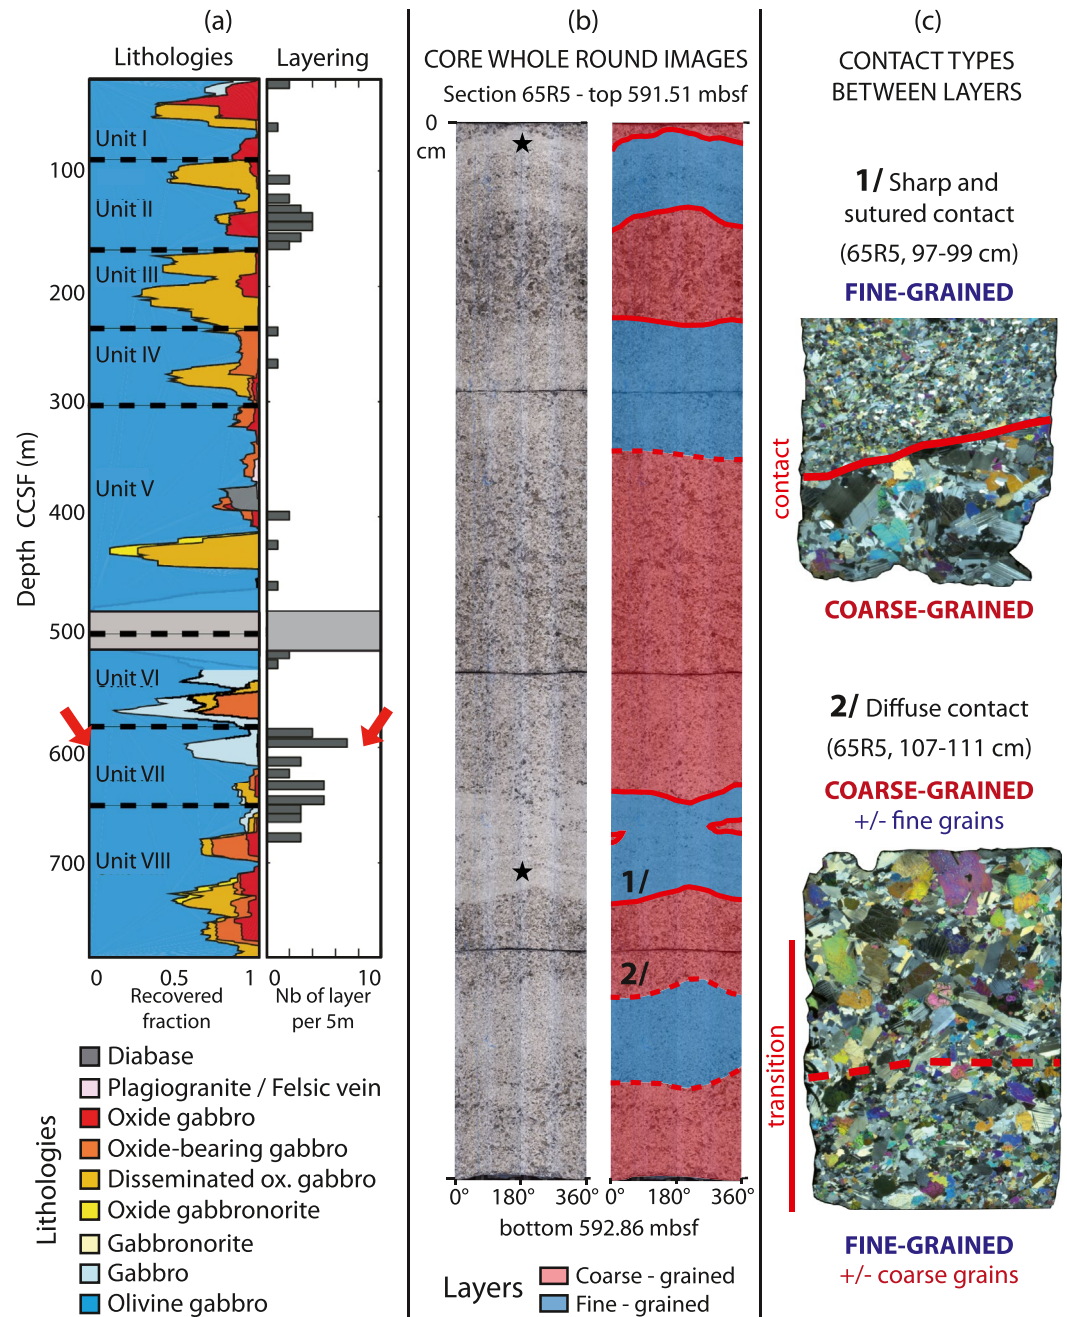 (a)
Lithologies
Layering
Unit I
Unit II
Unit III
Unit IV
Unit V
Unit VI
Unit VII
Unit VIII
100
200
300
400
500
600
700
Depth CCSF (m)
0 0.5 1
Recovered
fraction
0 10
Nb of layer
per 5m
Lithologies
Diabase
Plagiogranite / Felsic vein
Oxide gabbro
Oxide-bearing gabbro
Disseminated ox. gabbro
Oxide gabbronorite
Gabbronorite
Gabbro
Olivine gabbro
(b)
CORE WHOLE ROUND IMAGES
Section 65R5 - top 591.51 mbsf
0
cm
1/
2/
0° 180° 360° 0° 180° 360°
bottom 592.86 mbsf
Layers
Coarse - grained
Fine - grained
(c)
CONTACT TYPES
BETWEEN LAYERS
1/ Sharp and
sutured contact
(65R5, 97-99 cm)
FINE-GRAINED
contact
COARSE-GRAINED
2/ Diffuse contact
(65R5, 107-111 cm)
COARSE-GRAINED
+/- fine grains
transition
FINE-GRAINED
+/- coarse grains